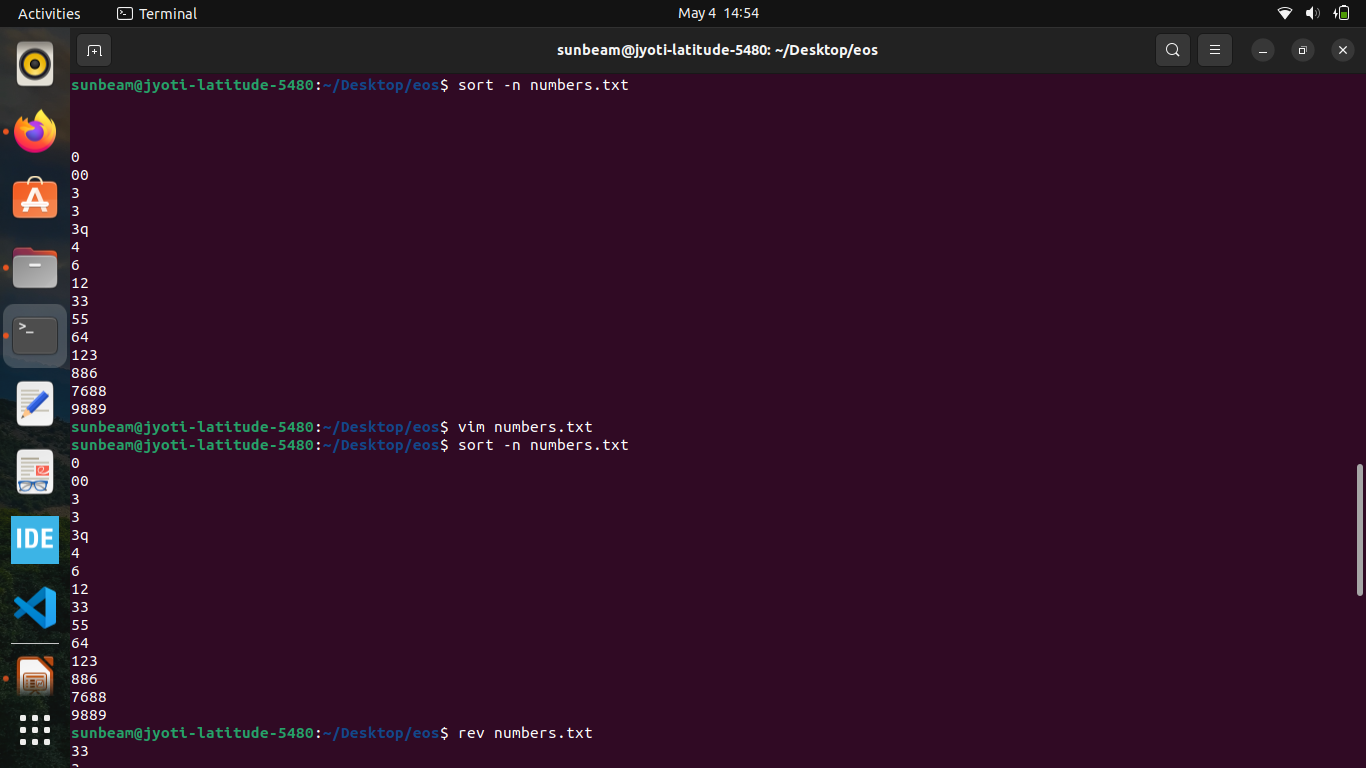 Activities
Terminal
May 4 14:54
sunbeam@jyoti-latitude-5480: ~/Desktop/eos
sunbeam@jyoti-latitude-5480:~/Desktop/eos$ sort -n numbers.txt
0
00
3
3
3q
4
6
12
33
55
64
123
886
7688
9889
sunbeam@jyoti-latitude-5480:~/Desktop/eos$ vim numbers.txt
sunbeam@jyoti-latitude-5480:~/Desktop/eos$ sort -n numbers.txt
0
00
3
3
3q
4
6
12
33
55
64
123
886
7688
9889
sunbeam@jyoti-latitude-5480:~/Desktop/eos$ rev numbers.txt
33
IDE